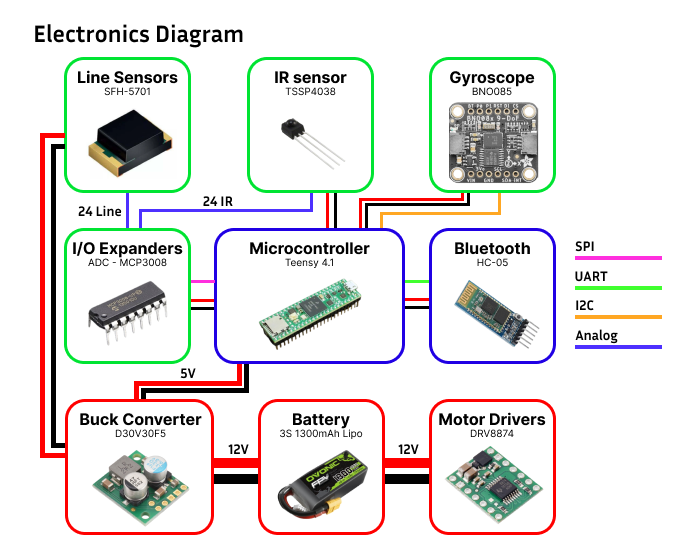 Electronics Diagram
Line Sensors
SFH-5701
IR sensor
TSSP4038
Gyroscope
BNO085
24 Line
24 IR
I/O Expanders
ADC - MCP3008
Microcontroller
Teensy 4.1
Bluetooth
HC-05
SPI
UART
I2C
Analog
5V
Buck Converter
D30V30F5
12V
Battery
3S 1300mAh Lipo
OVONIC
12V
Motor Drivers
DRV8874